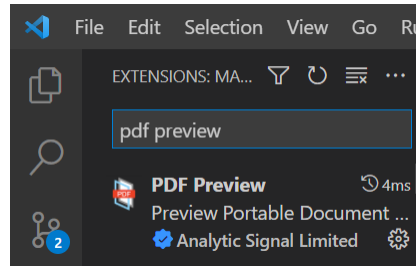 File Edit Selection View Go
EXTENSIONS: MA...
pdf preview
PDF Preview 4ms
PDF
Preview Portable Document ...
Analytic Signal Limited
2